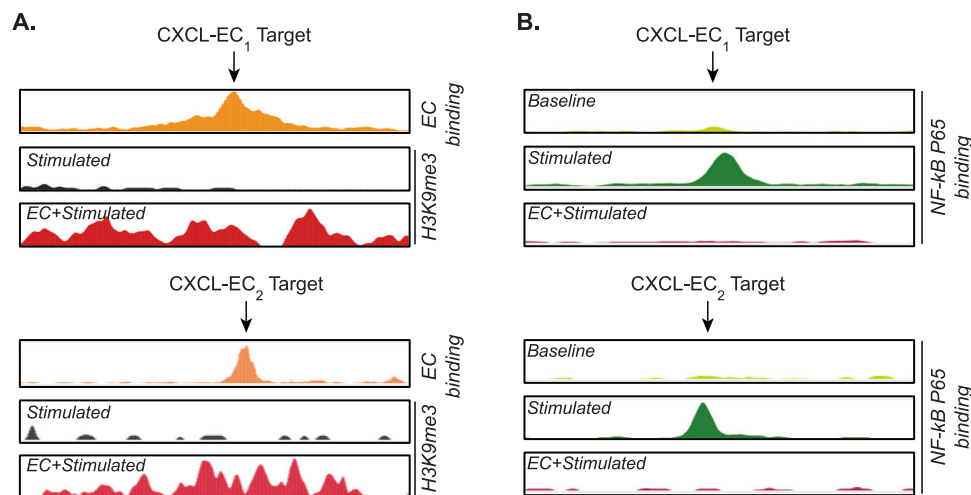 A.
CXCL-EC1 Target
EC binding
Stimulated
EC+Stimulated
H3K9me3
CXCL-EC2 Target
EC binding
Stimulated
EC+Stimulated
H3K9me3
B.
CXCL-EC1 Target
Baseline
Stimulated
EC+Stimulated
NF-kB P65
binding
CXCL-EC2 Target
Baseline
Stimulated
EC+Stimulated
NF-kB P65
binding